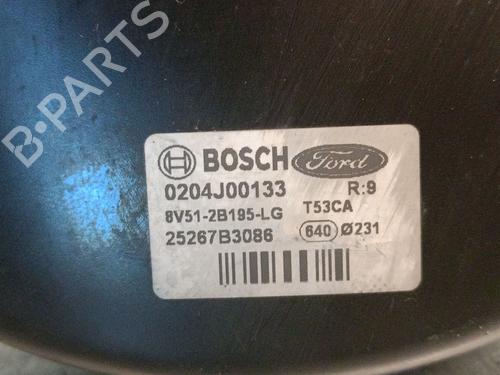 B·PARTS
BOSCH Ford
0204J00133 R:9
8V51-2B195-LG T53CA
25267B3086 640 Ø231